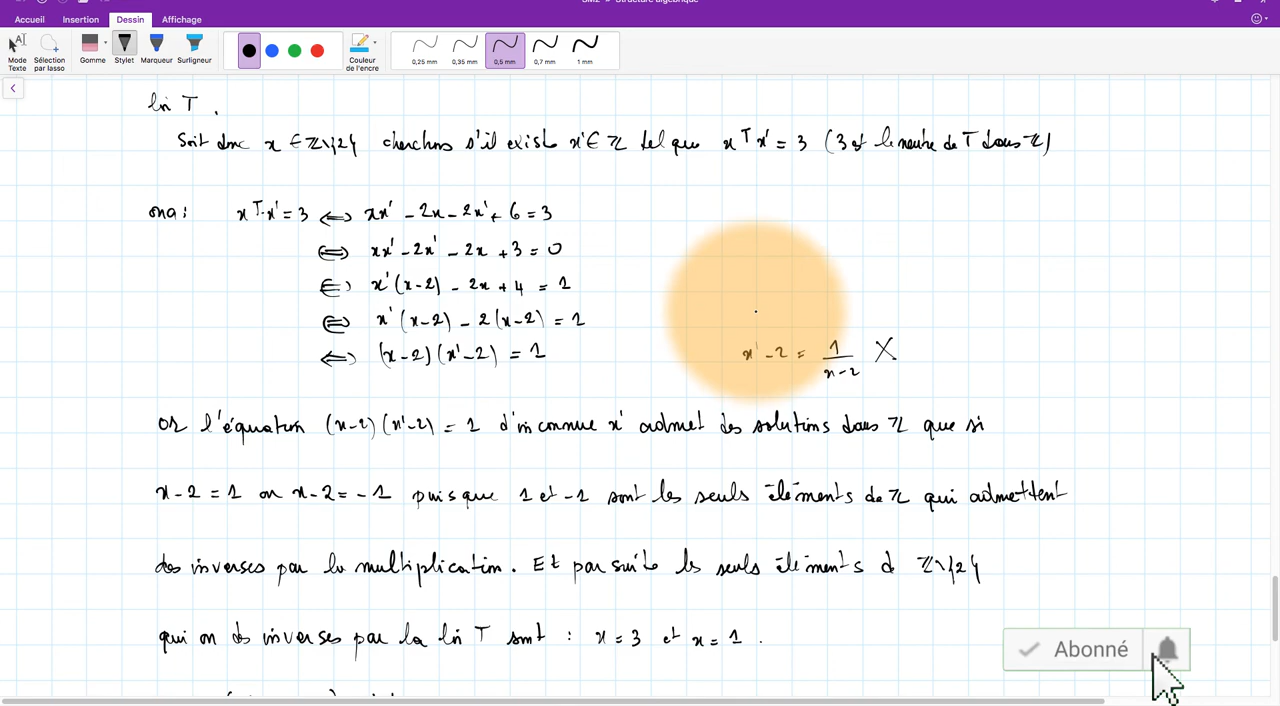 SM2 # Structure algébrique
Accueil Insertion Dessin Affichage
Mode Texte Sélection par lasso Gomme Stylet Marqueur Surligneur Couleur de l'encre 0,25 mm 0,35 mm 0,5 mm 0,7 mm 1 mm
loi T .
Soit donc x ∈ ℤ\{2} cherchons s'il existe x' ∈ ℤ tel que x T x' = 3 (3 est le neutre de T dans ℤ)
on a : x T x' = 3 ⟺ xx' - 2x - 2x' + 6 = 3
⟺ xx' - 2x' - 2x + 3 = 0
⟺ x'(x-2) - 2x + 4 = 1
⟺ x'(x-2) - 2(x-2) = 1
⟺ (x-2)(x'-2) = 1
x' - 2 = 1/(x-2) X
or l'équation (x-2)(x'-2) = 1 d'inconnue x' admet des solutions dans ℤ que si
x-2 = 1 ou x-2 = -1 puisque 1 et -1 sont les seuls éléments de ℤ qui admettent
des inverses par la multiplication. Et par suite les seuls éléments de ℤ\{2}
qui on des inverses par la loi T sont : x = 3 et x = 1 .
Abonné